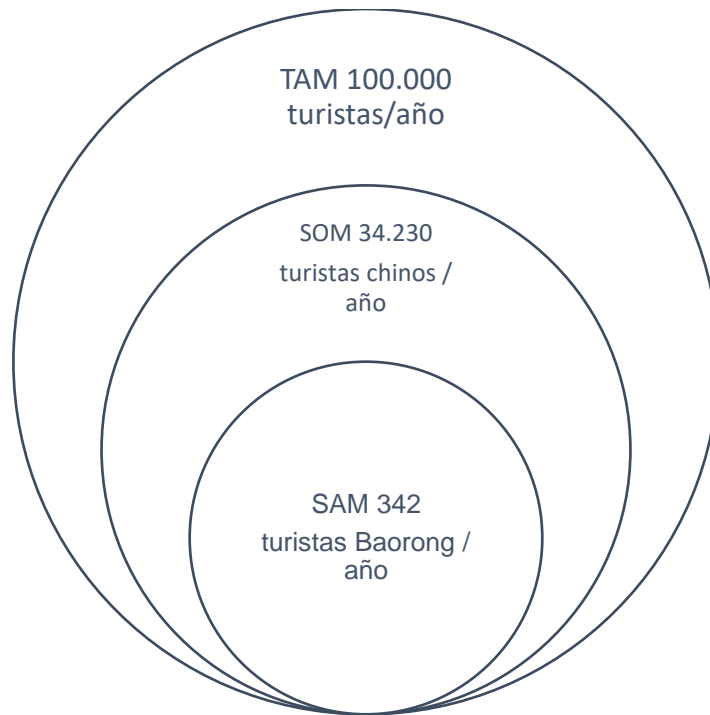 TAM 100.000
turistas/año
SOM 34.230
turistas chinos /
año
SAM 342
turistas Baorong /
año